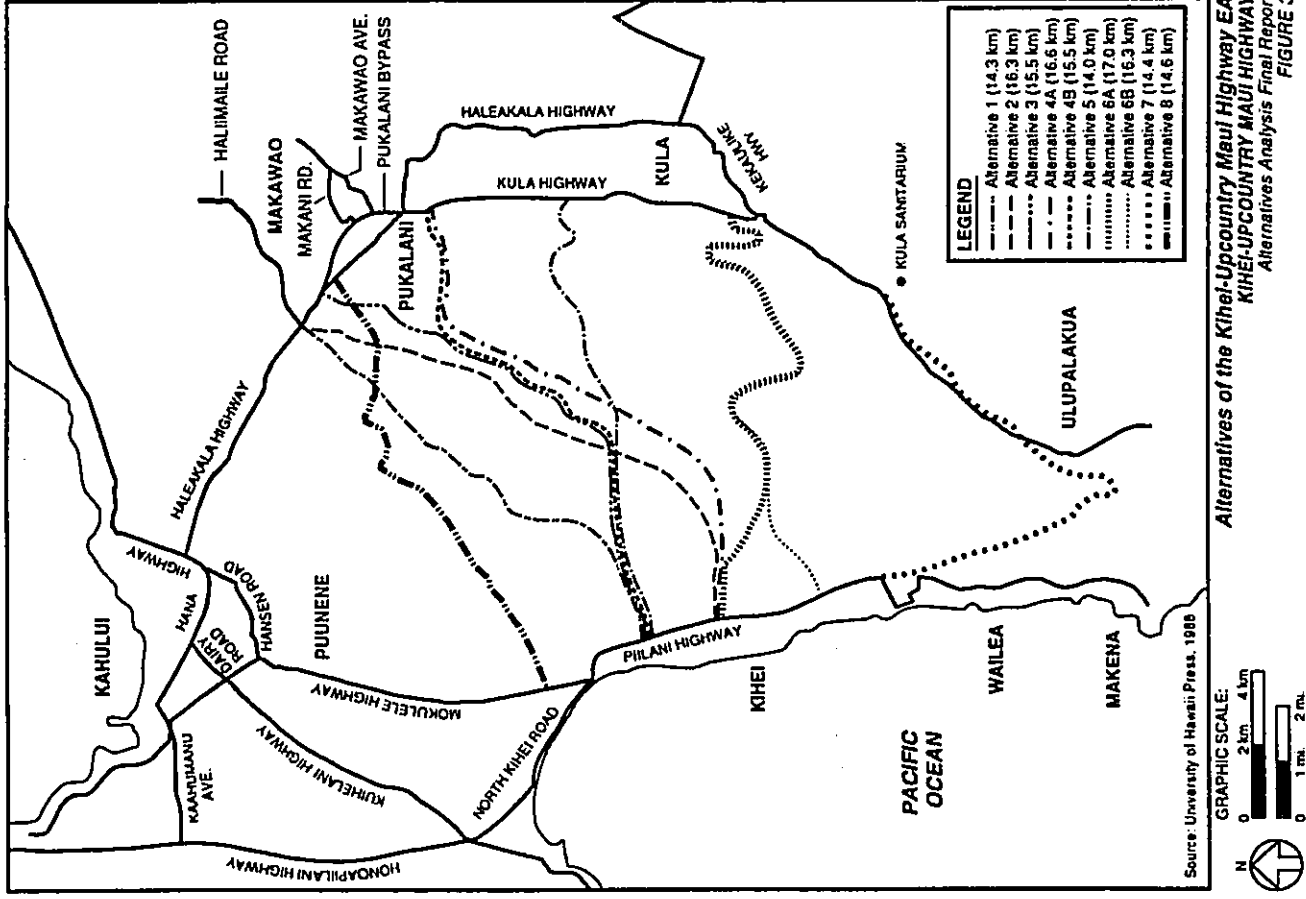 HALIIMAILE ROAD
MAKAWAO AVE.
PUKALANI BYPASS
MAKAWAO
MAKANI RD.
HALEAKALA HIGHWAY
KULA
KEKAULIKE
HWY
KULA HIGHWAY
PUKALANI
HALEAKALA HIGHWAY
KAHULUI
HANA
HIGHWAY
DAIRY
ROAD
HANSEN ROAD
PUUNENE
KAAHUMANU
AVE.
KUIHELANI HIGHWAY
MOKULELE HIGHWAY
NORTH KIHEI ROAD
HONOAPIILANI HIGHWAY
PIILANI HIGHWAY
KIHEI
PACIFIC
OCEAN
WAILEA
MAKENA
ULUPALAKUA
KULA SANITARIUM
LEGEND
Alternative 1 (14.3 km)
Alternative 2 (16.3 km)
Alternative 3 (15.5 km)
Alternative 4A (16.6 km)
Alternative 4B (15.5 km)
Alternative 5 (14.0 km)
Alternative 6A (17.0 km)
Alternative 6B (16.3 km)
Alternative 7 (14.4 km)
Alternative 8 (14.6 km)
Source: University of Hawaii Press, 1986
N
GRAPHIC SCALE:
0 2 km 4 km
0 1 mi. 2 mi.
Alternatives of the Kihei-Upcountry Maui Highway EA
KIHEI-UPCOUNTRY MAUI HIGHWAY
Alternatives Analysis Final Report
FIGURE